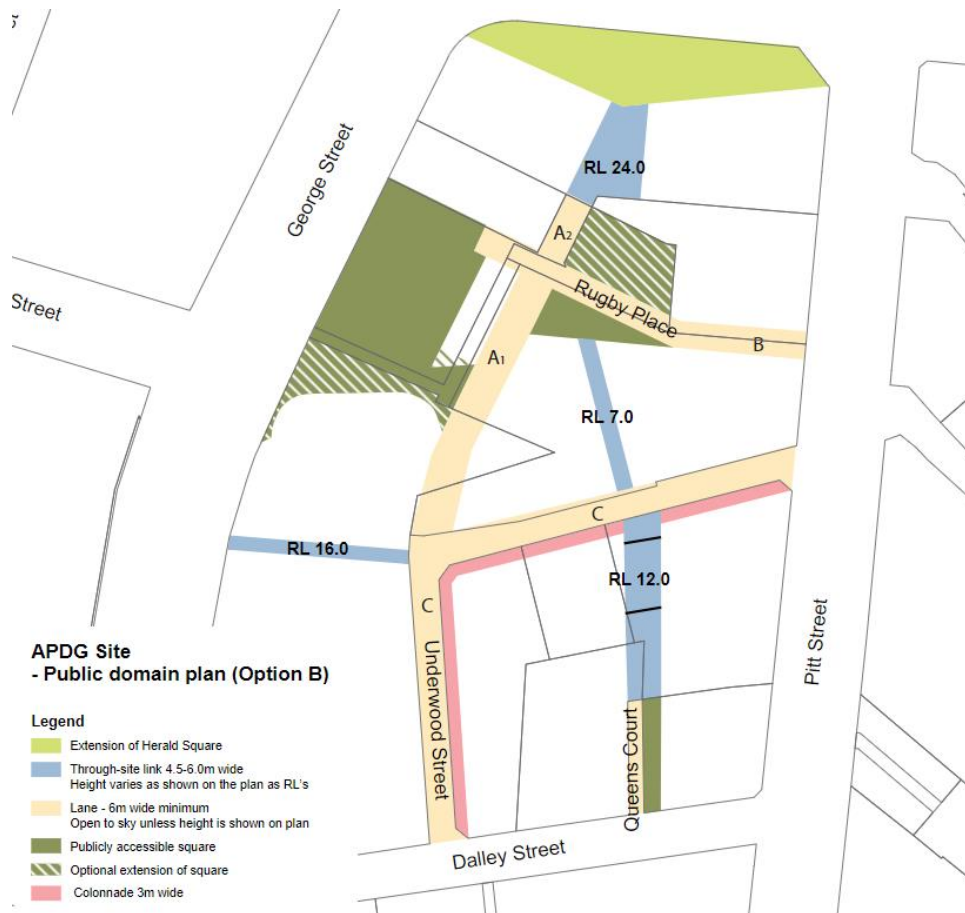 George Street
RL 24.0
A2
Street
Rugby Place
B
A1
RL 7.0
C
RL 16.0
RL 12.0
C
Underwood Street
Pitt Street
Queens Court
Dalley Street
APDG Site
- Public domain plan (Option B)
Legend
Extension of Herald Square
Through-site link 4.5-6.0m wide
Height varies as shown on the plan as RL's
Lane - 6m wide minimum
Open to sky unless height is shown on plan
Publicly accessible square
Optional extension of square
Colonnade 3m wide